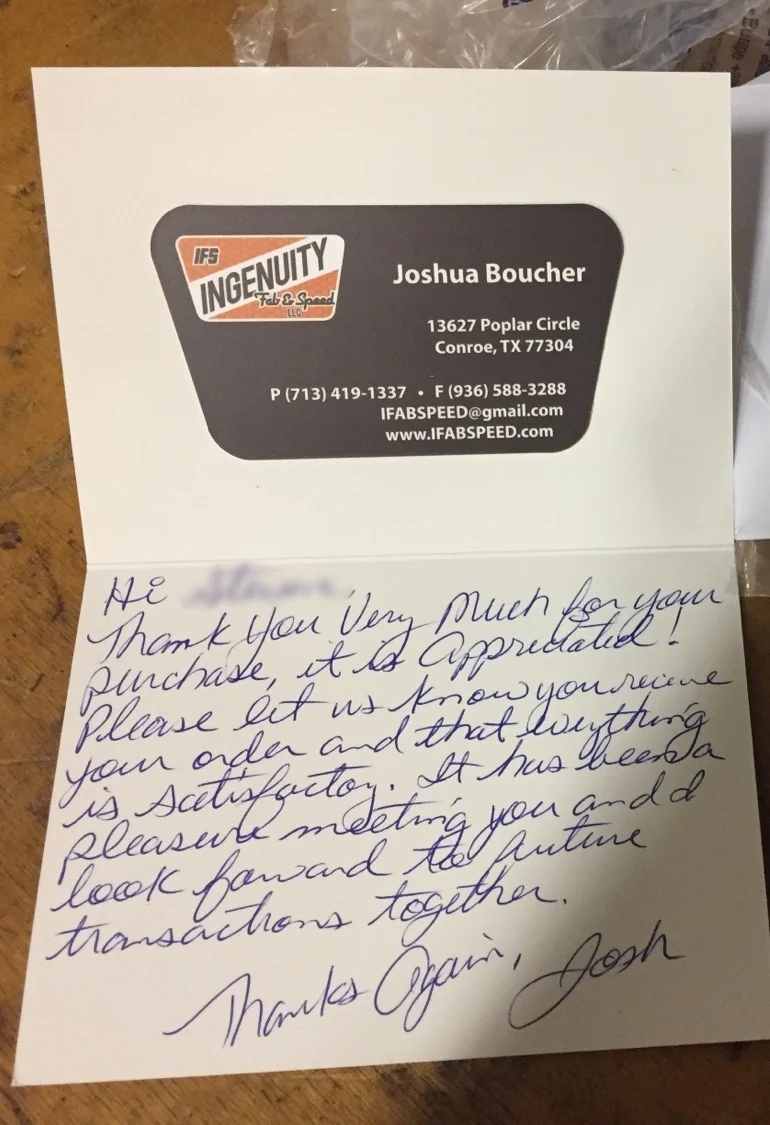 IFS
INGENUITY
Fab & Speed
LLC
Joshua Boucher
13627 Poplar Circle
Conroe, TX 77304
P (713) 419-1337 • F (936) 588-3288
IFABSPEED@gmail.com
www.IFABSPEED.com
Hi
Thank You Very Much for your
purchase, it is appreciated!
Please let us know you recieve
your order and that everything
is satisfactory. It has been a
pleasure meeting you and
look forward to future
transactions together.
Thanks Again, Josh